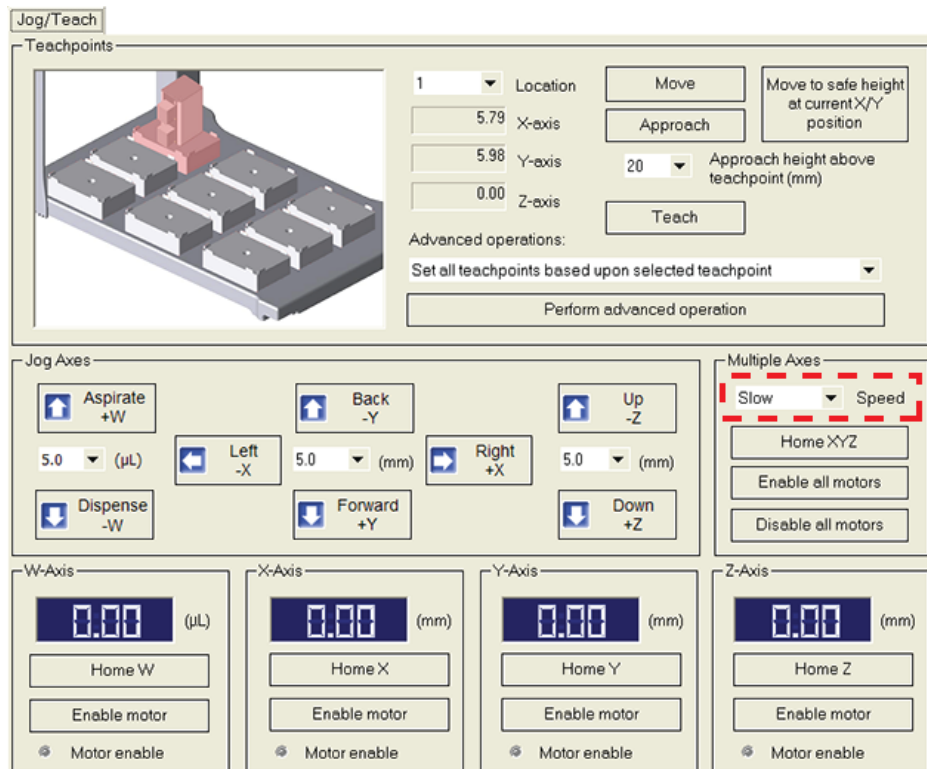 Jog/Teach
Teachpoints
1 Location
5.79 X-axis
5.98 Y-axis
0.00 Z-axis
Move
Approach
Move to safe height
at current X/Y
position
20 Approach height above
teachpoint (mm)
Teach
Advanced operations:
Set all teachpoints based upon selected teachpoint
Perform advanced operation
Jog Axes
Aspirate
+W
5.0 (µL)
Dispense
-W
Left
-X
Back
-Y
5.0 (mm)
Forward
+Y
Right
+X
Up
-Z
5.0 (mm)
Down
+Z
Multiple Axes
Slow Speed
Home XYZ
Enable all motors
Disable all motors
W-Axis
0.00 (µL)
Home W
Enable motor
Motor enable
X-Axis
0.00 (mm)
Home X
Enable motor
Motor enable
Y-Axis
0.00 (mm)
Home Y
Enable motor
Motor enable
Z-Axis
0.00 (mm)
Home Z
Enable motor
Motor enable